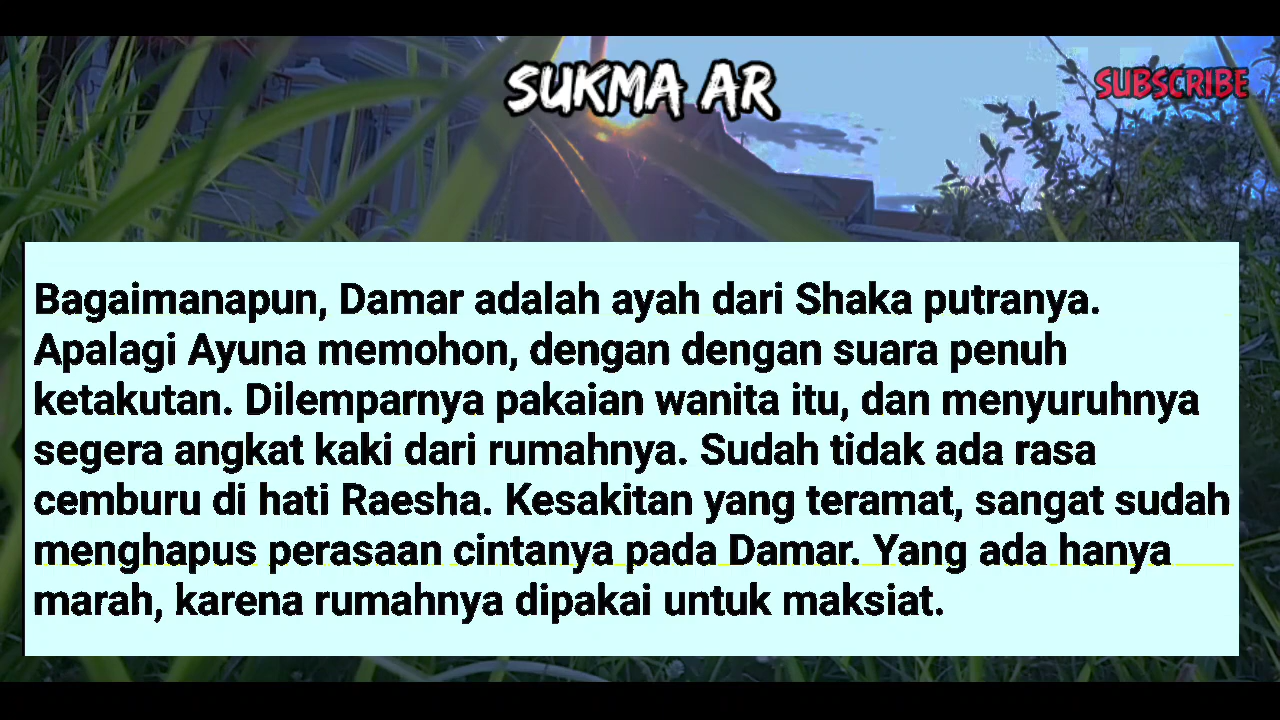 SUKMA AR
SUBSCRIBE
Bagaimanapun, Damar adalah ayah dari Shaka putranya.
Apalagi Ayuna memohon, dengan dengan suara penuh
ketakutan. Dilemparnya pakaian wanita itu, dan menyuruhnya
segera angkat kaki dari rumahnya. Sudah tidak ada rasa
cemburu di hati Raesha. Kesakitan yang teramat, sangat sudah
menghapus perasaan cintanya pada Damar. Yang ada hanya
marah, karena rumahnya dipakai untuk maksiat.